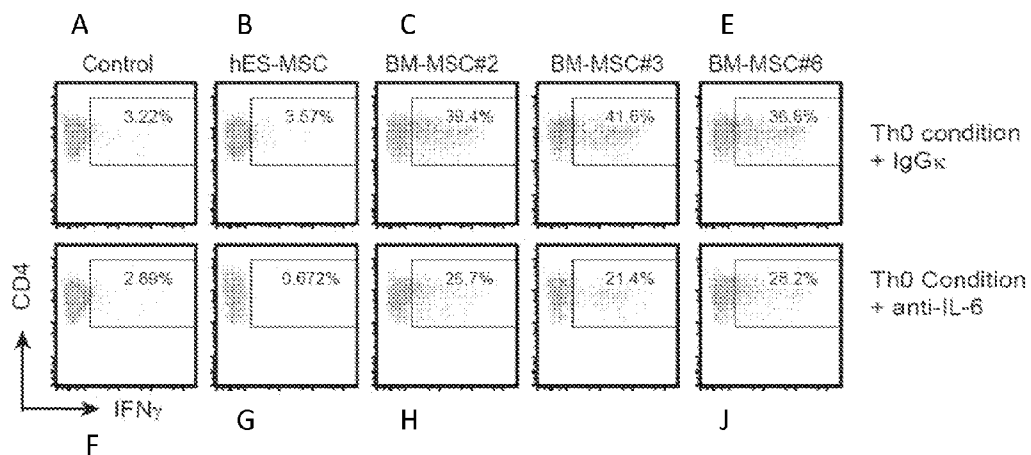 A B C E
Control hES-MSC BM-MSC#2 BM-MSC#3 BM-MSC#6
3.22% 3.57% 39.4% 41.6% 36.6%
Th0 condition
+ IgGκ
2.69% 0.672% 25.7% 21.4% 28.2%
Th0 Condition
+ anti-IL-6
CD4
IFNγ
F G H J